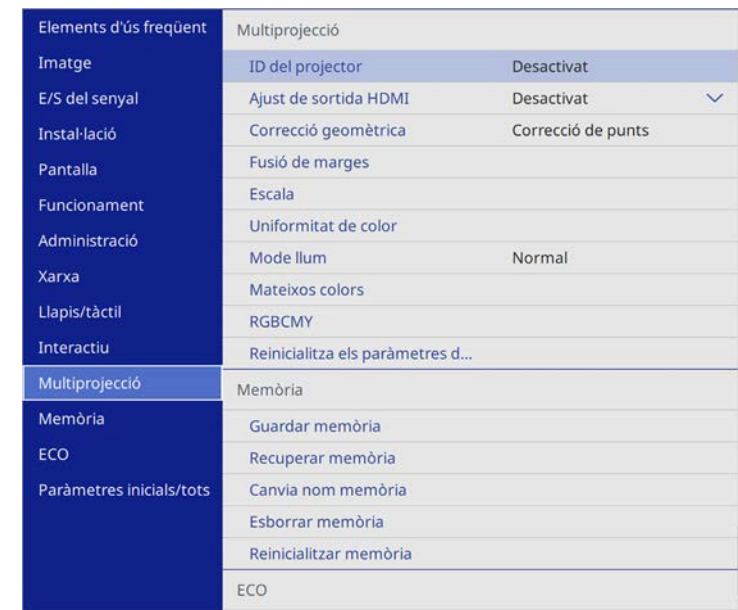 Elements d'ús freqüent
Imatge
E/S del senyal
Instal·lació
Pantalla
Funcionament
Administració
Xarxa
Llapis/tàctil
Interactiu
Multiprojecció
Memòria
ECO
Paràmetres inicials/tots
Multiprojecció
ID del projector Desactivat
Ajust de sortida HDMI Desactivat
Correcció geomètrica Correcció de punts
Fusió de marges
Escala
Uniformitat de color
Mode llum Normal
Mateixos colors
RGBCMY
Reinicialitza els paràmetres d...
Memòria
Guardar memòria
Recuperar memòria
Canvia nom memòria
Esborrar memòria
Reinicialitzar memòria
ECO